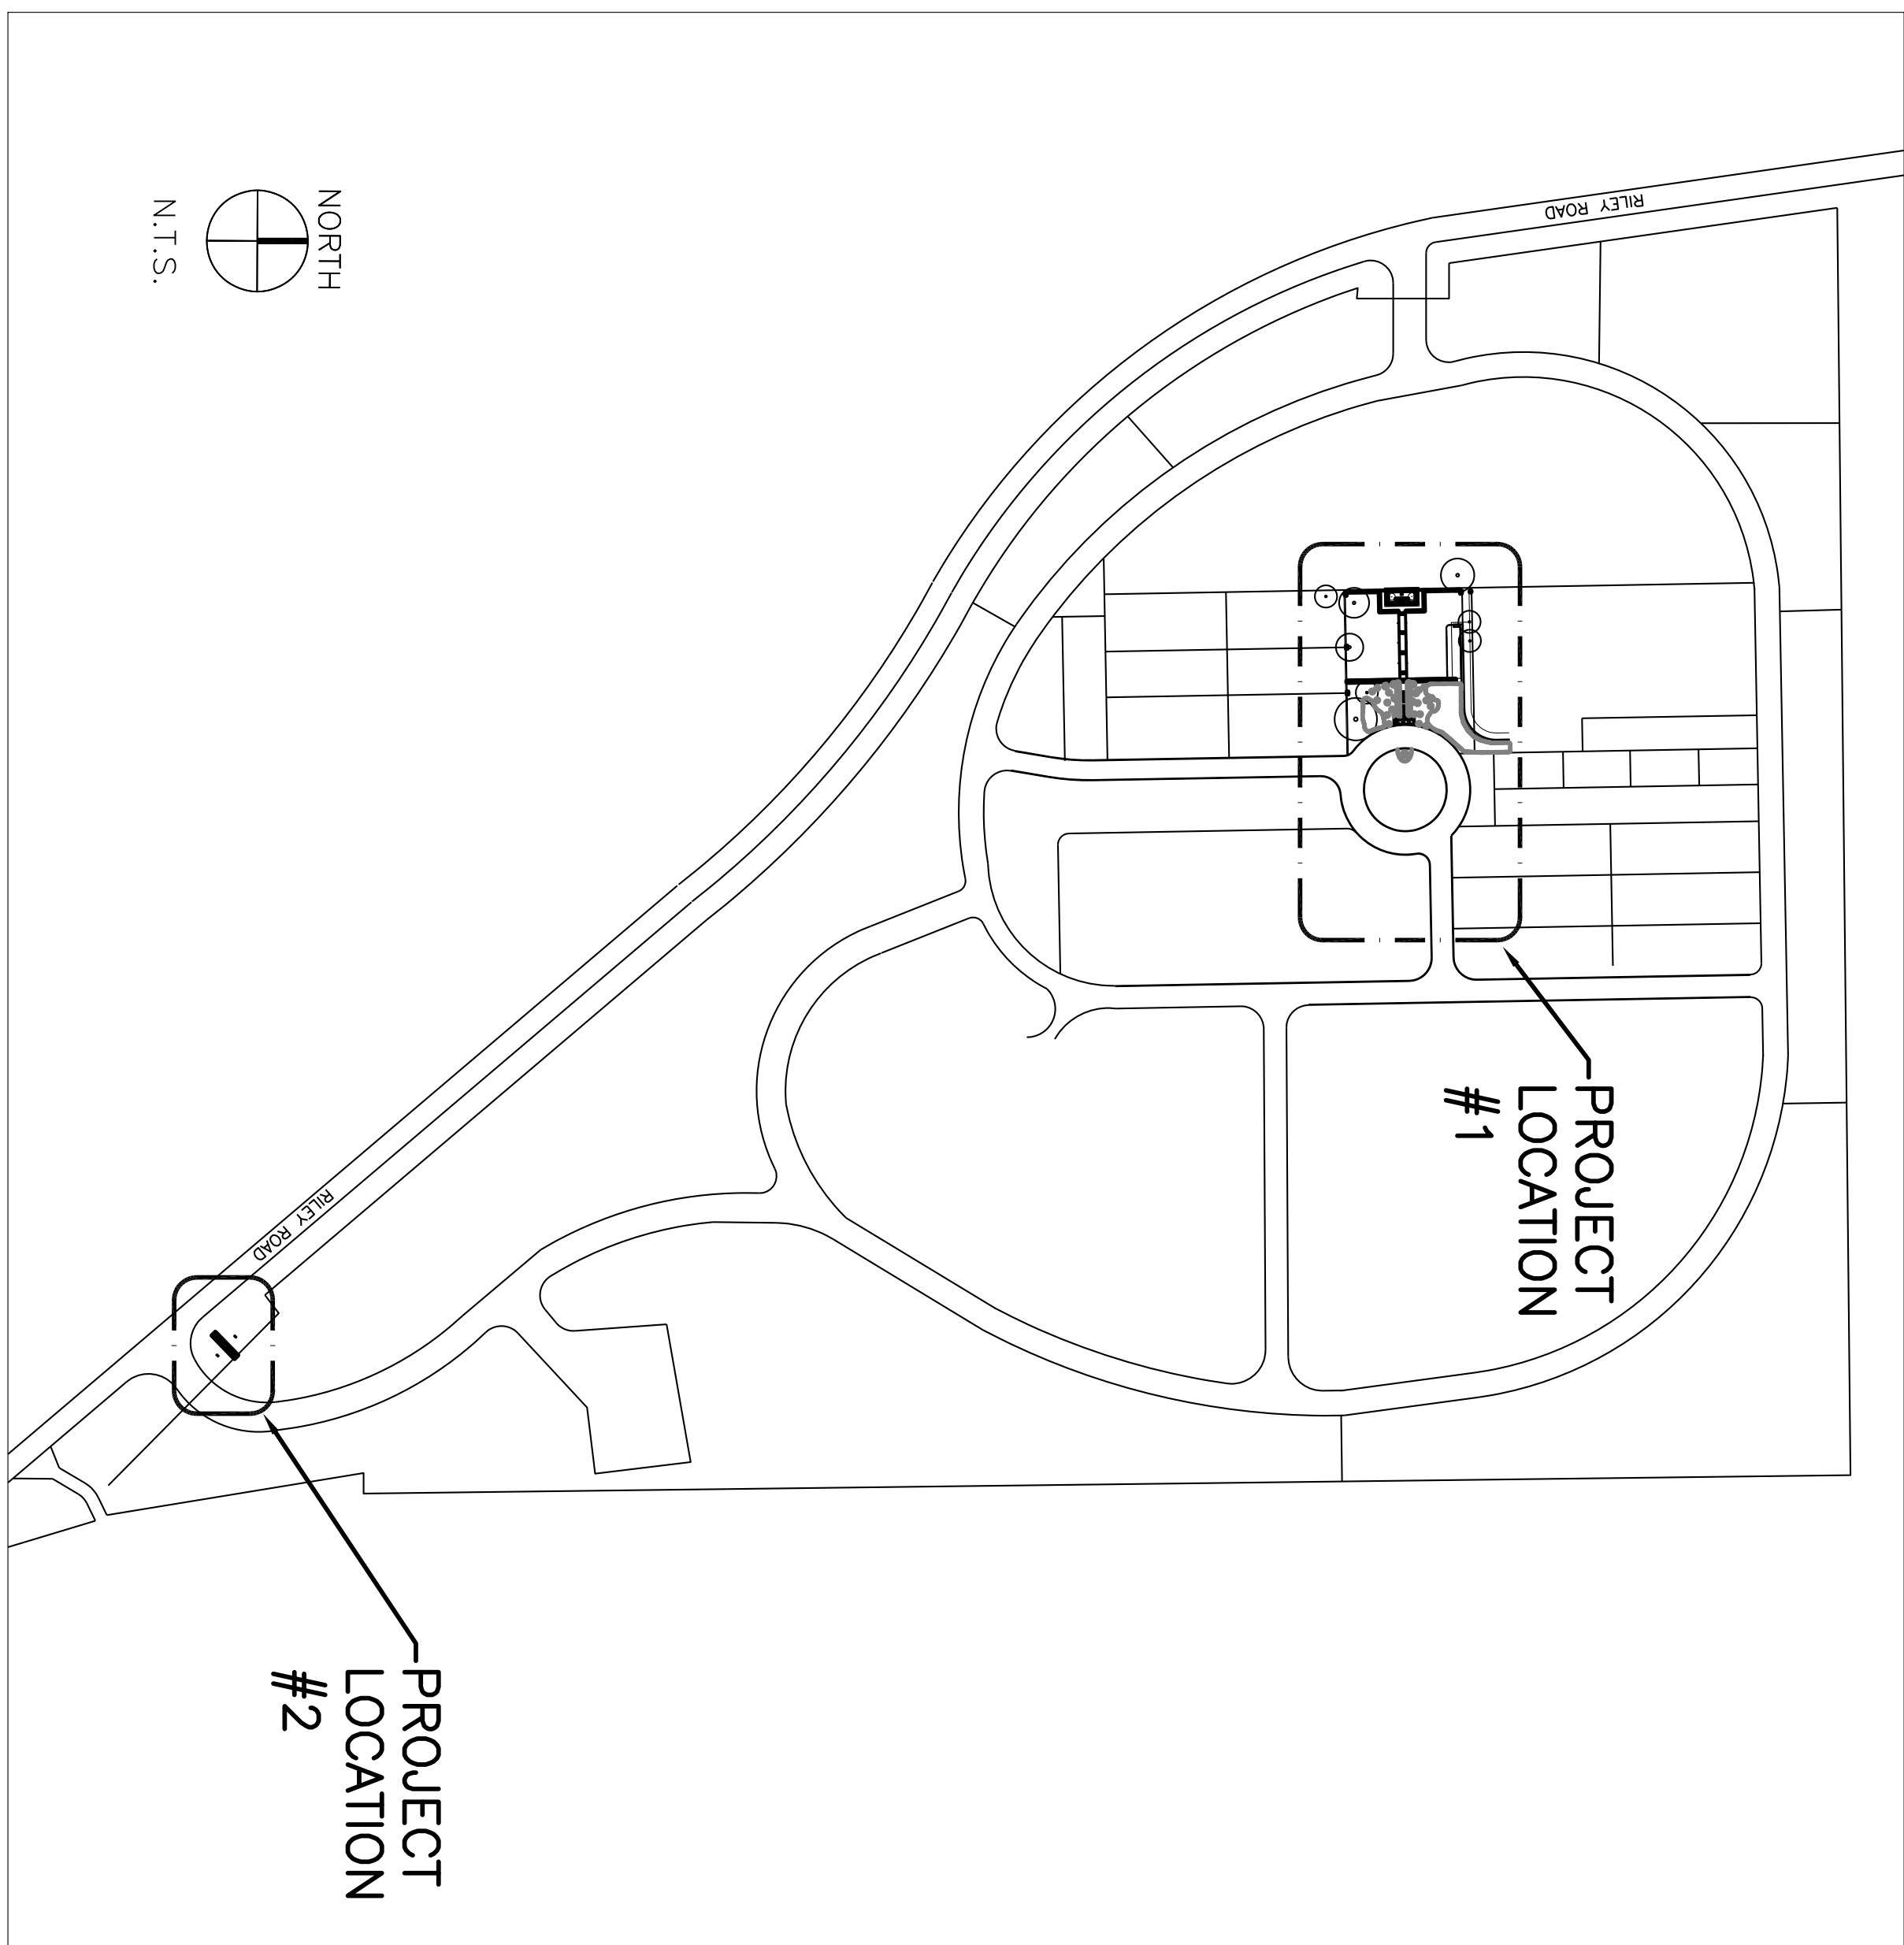 NORTH
N.T.S.
RILEY ROAD
PROJECT
LOCATION
#1
RILEY ROAD
PROJECT
LOCATION
#2